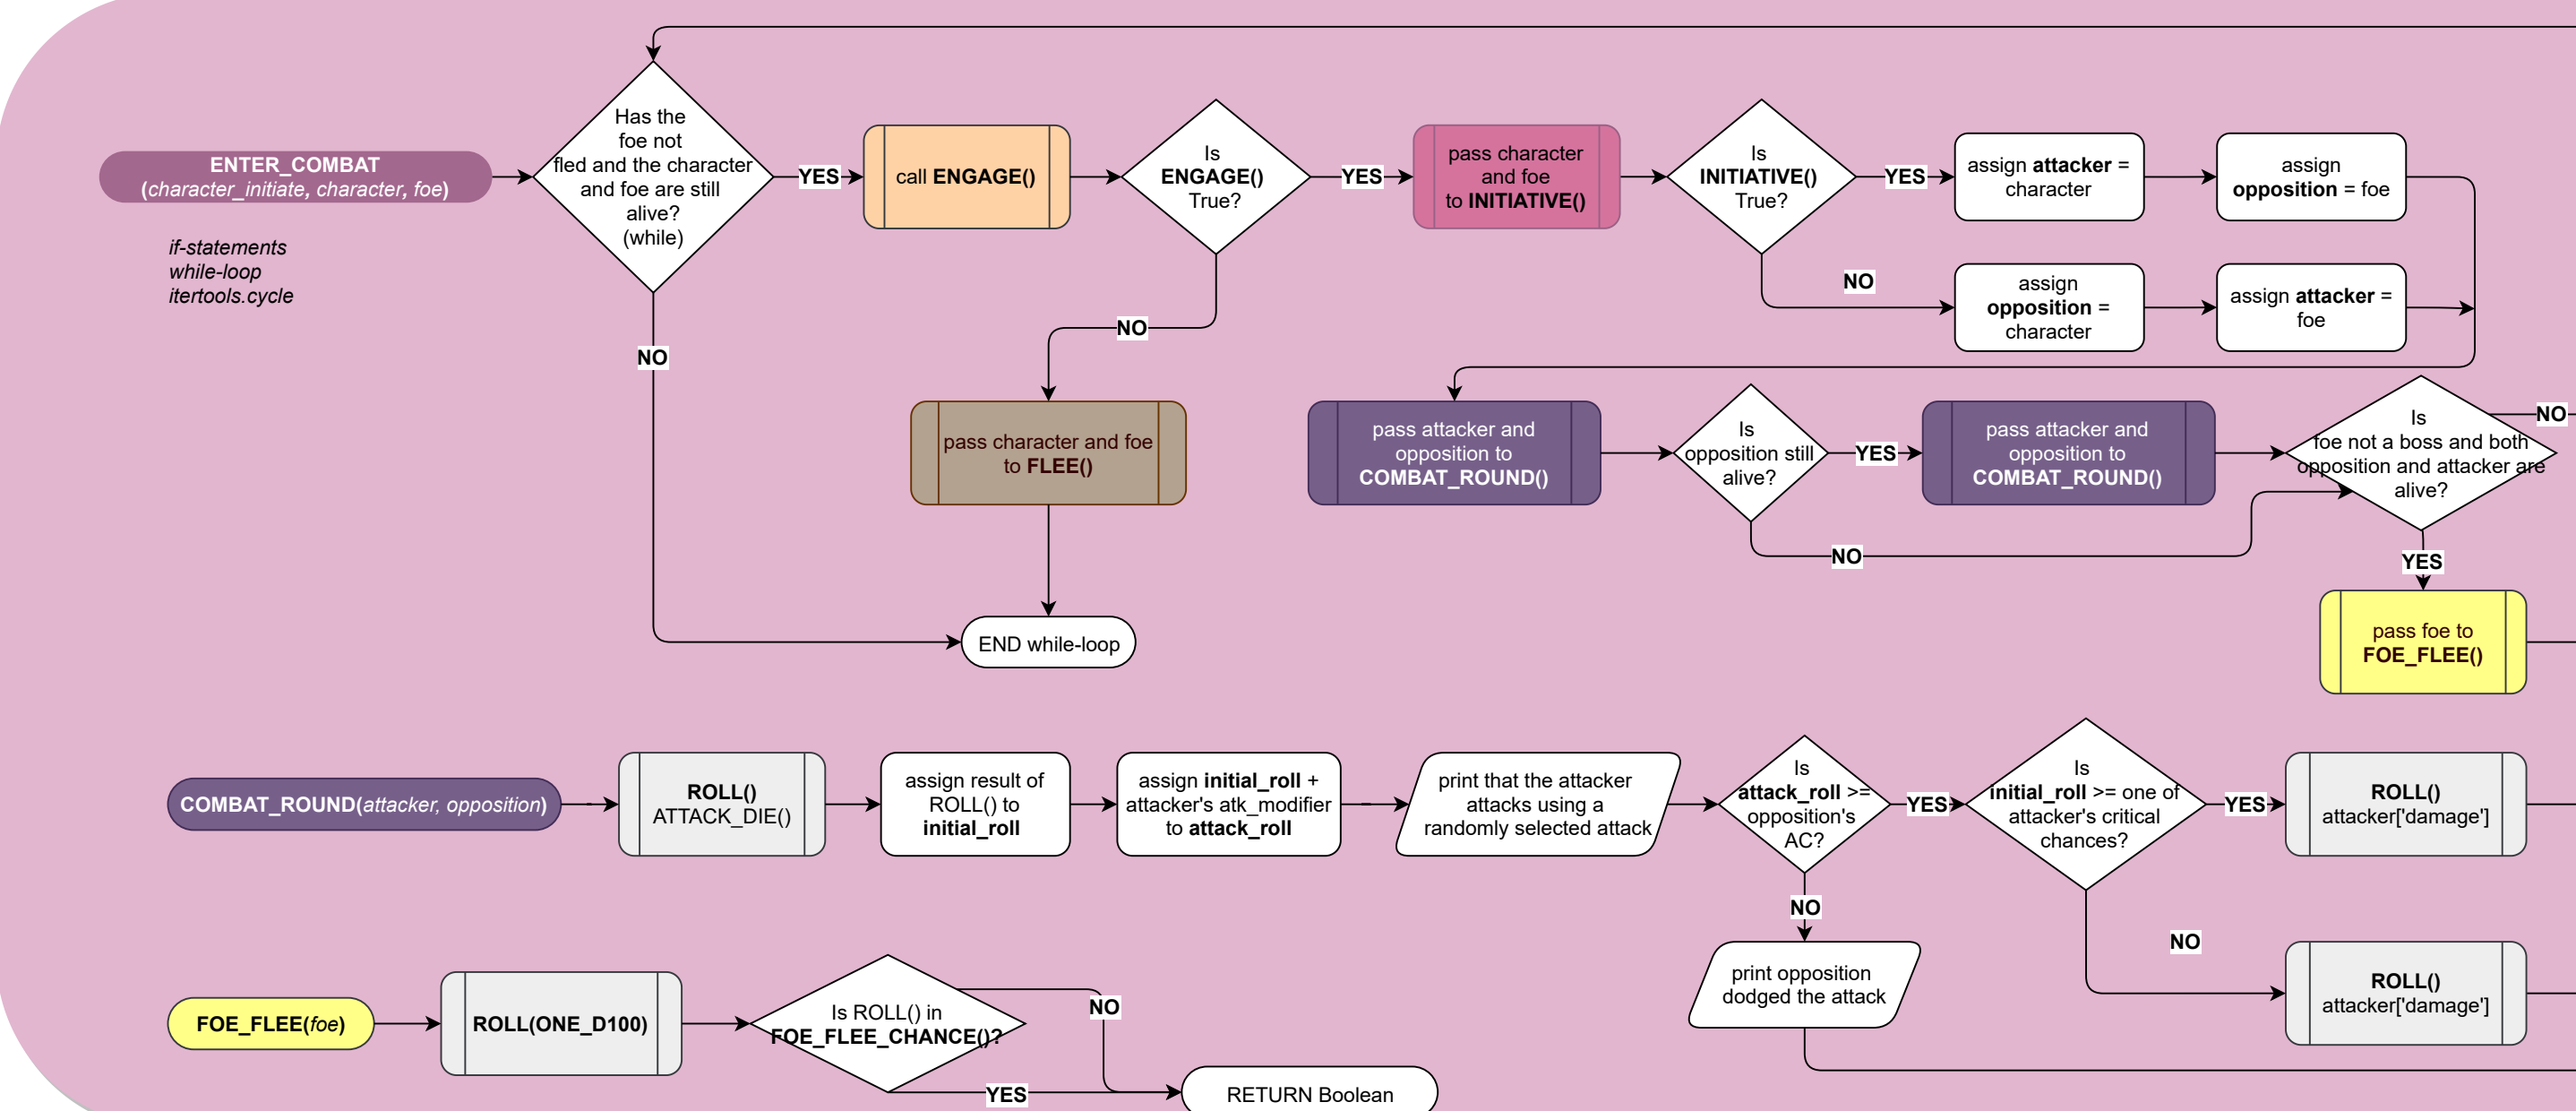 ENTER_COMBAT
(character_initiate, character, foe)
if-statements
while-loop
itertools.cycle
Has the
foe not
fled and the character
and foe are still
alive?
(while)
YES
call ENGAGE()
Is
ENGAGE()
True?
YES
pass character
and foe
to INITIATIVE()
Is
INITIATIVE()
True?
YES
assign attacker =
character
assign
opposition = foe
NO
assign
opposition =
character
assign attacker =
foe
NO
NO
pass character and foe
to FLEE()
END while-loop
pass attacker and
opposition to
COMBAT_ROUND()
Is
opposition still
alive?
YES
pass attacker and
opposition to
COMBAT_ROUND()
NO
Is
foe not a boss and both
opposition and attacker are
alive?
NO
YES
pass foe to
FOE_FLEE()
COMBAT_ROUND(attacker, opposition)
ROLL()
ATTACK_DIE()
assign result of
ROLL() to
initial_roll
assign initial_roll +
attacker's atk_modifier
to attack_roll
print that the attacker
attacks using a
randomly selected attack
Is
attack_roll >=
opposition's
AC?
YES
Is
initial_roll >= one of
attacker's critical
chances?
YES
ROLL()
attacker['damage']
NO
print opposition
dodged the attack
NO
ROLL()
attacker['damage']
FOE_FLEE(foe)
ROLL(ONE_D100)
Is ROLL() in
FOE_FLEE_CHANCE()?
NO
YES
RETURN Boolean